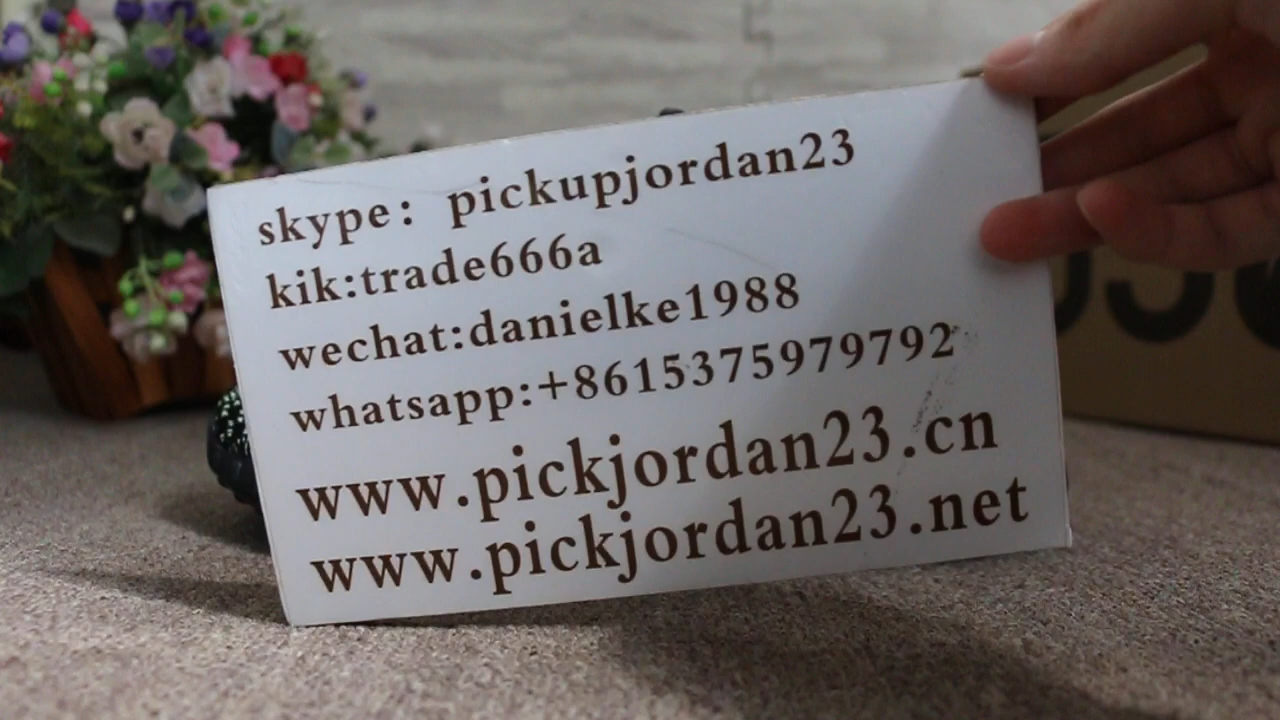 skype: pickupjordan23
kik:trade666a
wechat:danielke1988
whatsapp:+8615375979792
www.pickjordan23.cn
www.pickjordan23.net